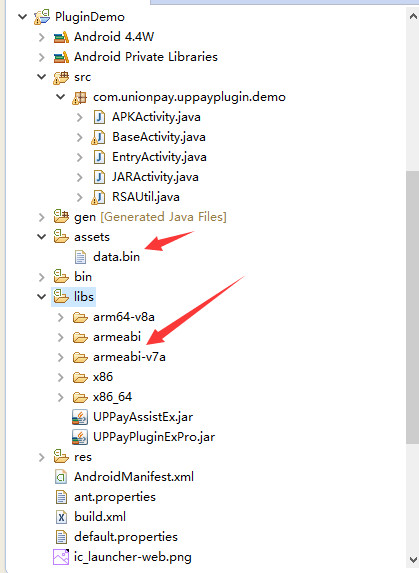 PluginDemo
Android 4.4W
Android Private Libraries
src
com.unionpay.uppayplugin.demo
APKActivity.java
BaseActivity.java
EntryActivity.java
JARActivity.java
RSAUtil.java
gen [Generated Java Files]
assets
data.bin
bin
libs
arm64-v8a
armeabi
armeabi-v7a
x86
x86_64
UPPayAssistEx.jar
UPPayPluginExPro.jar
res
AndroidManifest.xml
ant.properties
build.xml
default.properties
ic_launcher-web.png